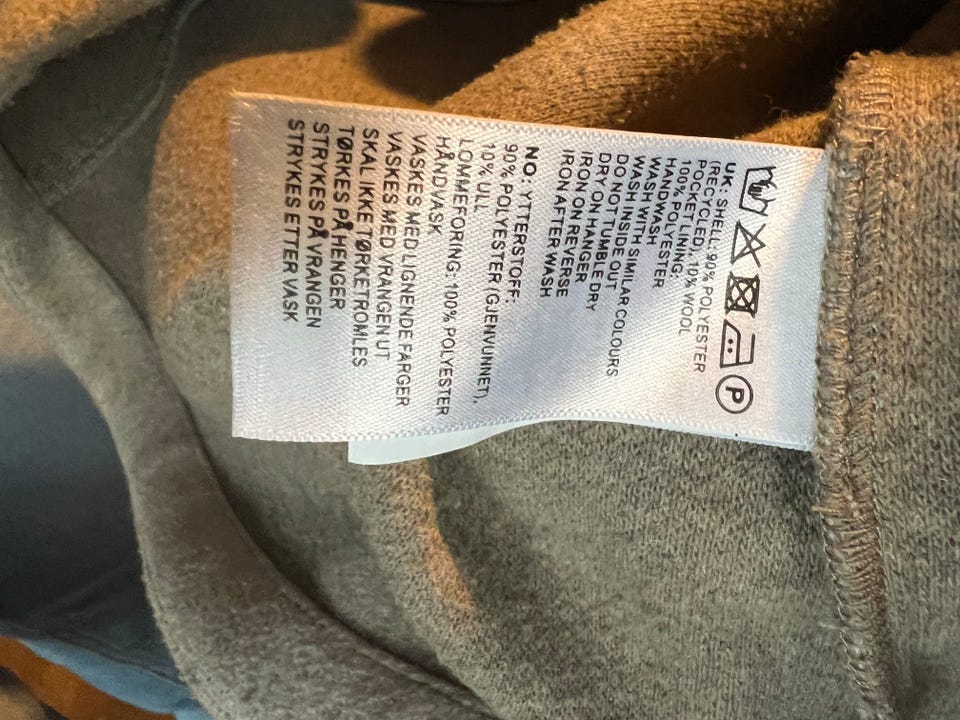 P
UK: SHELL: 90% POLYESTER
(RECYCLED), 10% WOOL
POCKET LINING:
100% POLYESTER
HANDWASH
WASH WITH SIMILAR COLOURS
WASH INSIDE OUT
DO NOT TUMBLE DRY
DRY ON HANGER
IRON ON REVERSE
IRON AFTER WASH
NO: YTTERSTOFF:
90% POLYESTER (GJENVUNNET),
10% ULL
LOMMEFORING: 100% POLYESTER
HÅNDVASK
VASKES MED LIGNENDE FARGER
VASKES MED VRANGEN UT
SKAL IKKE TØRKETROMLES
TØRKES PÅ HENGER
STRYKES PÅ VRANGEN
STRYKES ETTER VASK